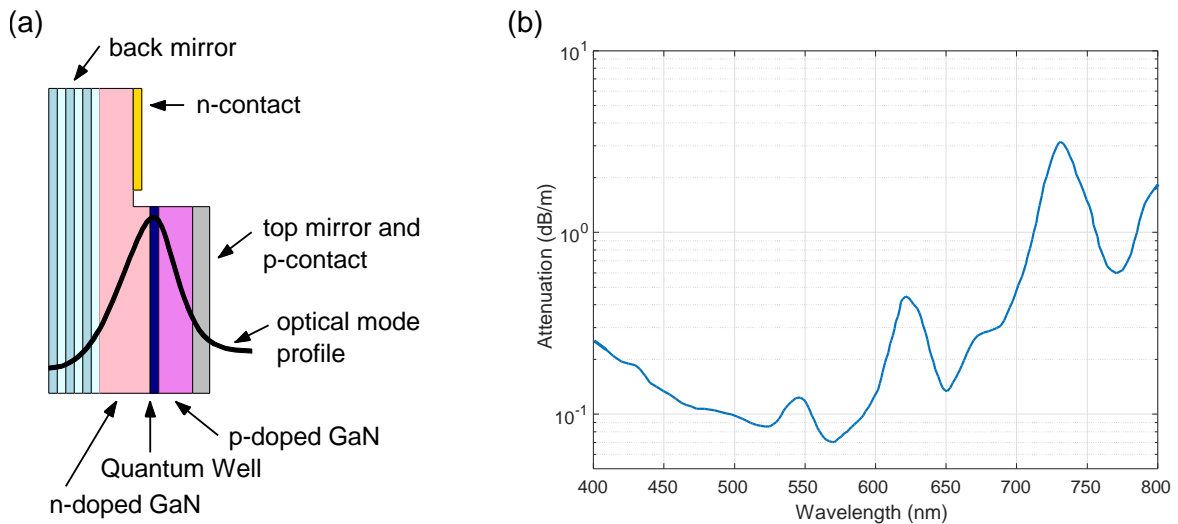 (a)
back mirror
n-contact
top mirror and
p-contact
optical mode
profile
p-doped GaN
Quantum Well
n-doped GaN
(b)
10^1
10^0
10^-1
Attenuation (dB/m)
400 450 500 550 600 650 700 750 800
Wavelength (nm)